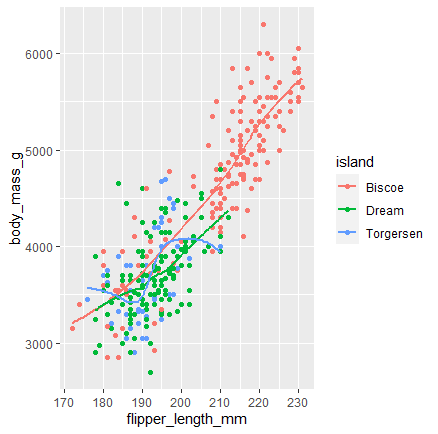 6000
5000
4000
3000
body_mass_g
170 180 190 200 210 220 230
flipper_length_mm
island
Biscoe
Dream
Torgersen